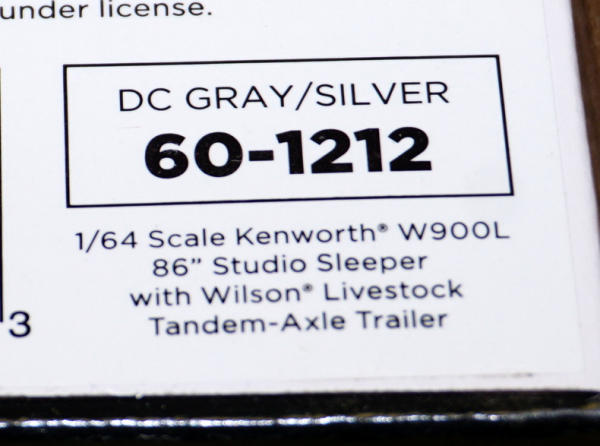 under license.
DC GRAY/SILVER
60-1212
1/64 Scale Kenworth® W900L
86” Studio Sleeper
with Wilson® Livestock
Tandem-Axle Trailer
3